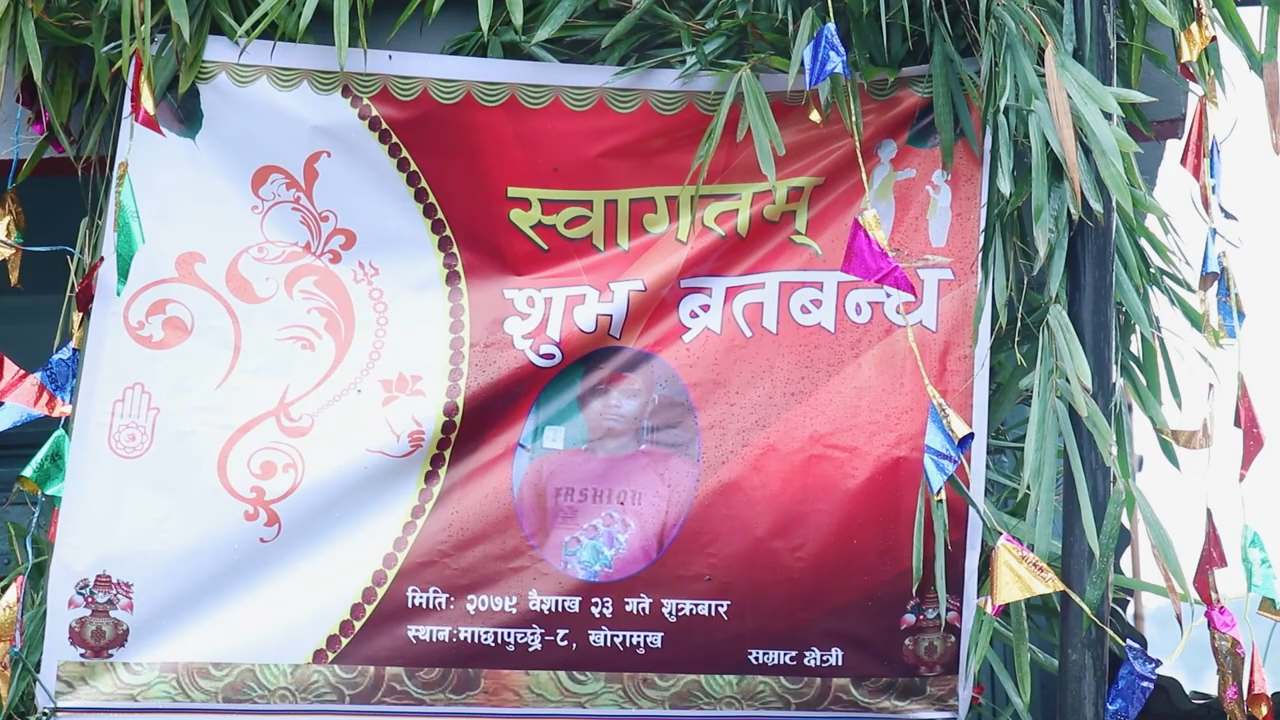 स्वागतम्
शुभ ब्रतबन्ध
FASHION
मितिः २०७९ वैशाख २३ गते शुक्रबार
स्थान:माछापुच्छ्रे-८, खोरामुख
सम्राट क्षेत्री